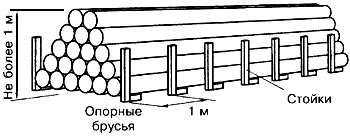 Не более 1 м
Опорные
брусья
1 м
Стойки